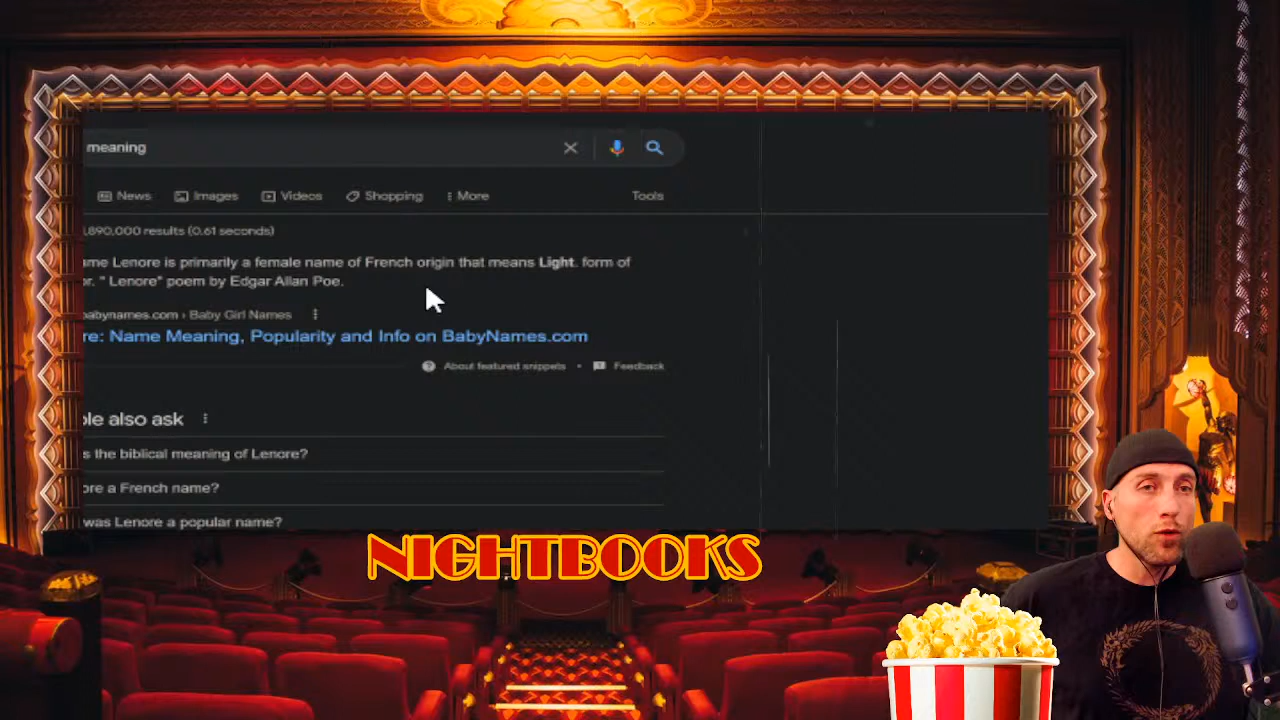 meaning
News Images Videos Shopping More Tools
,890,000 results (0.61 seconds)
me Lenore is primarily a female name of French origin that means Light. form of
r. " Lenore" poem by Edgar Allan Poe.
abynames.com › Baby Girl Names
re: Name Meaning, Popularity and Info on BabyNames.com
About featured snippets • Feedback
ple also ask
s the biblical meaning of Lenore?
ore a French name?
was Lenore a popular name?
NIGHTBOOKS